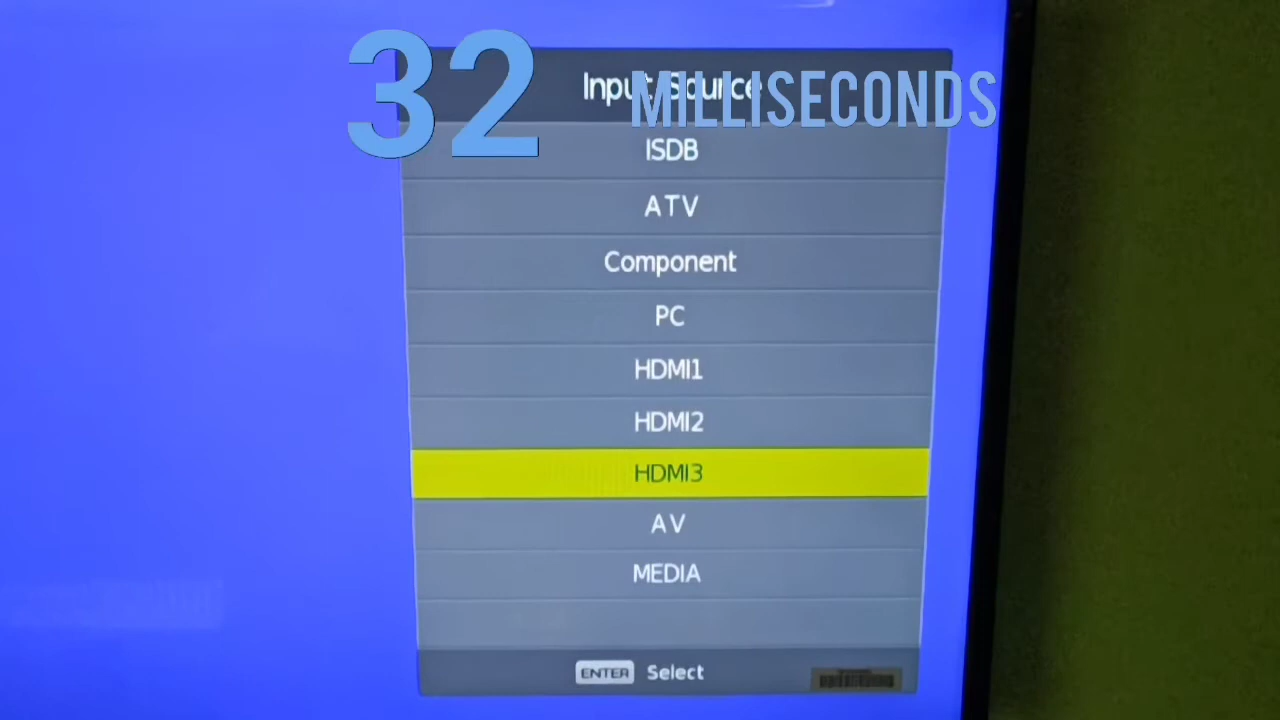 32 MILLISECONDS
Input Source
ISDB
ATV
Component
PC
HDMI1
HDMI2
HDMI3
AV
MEDIA
ENTER Select